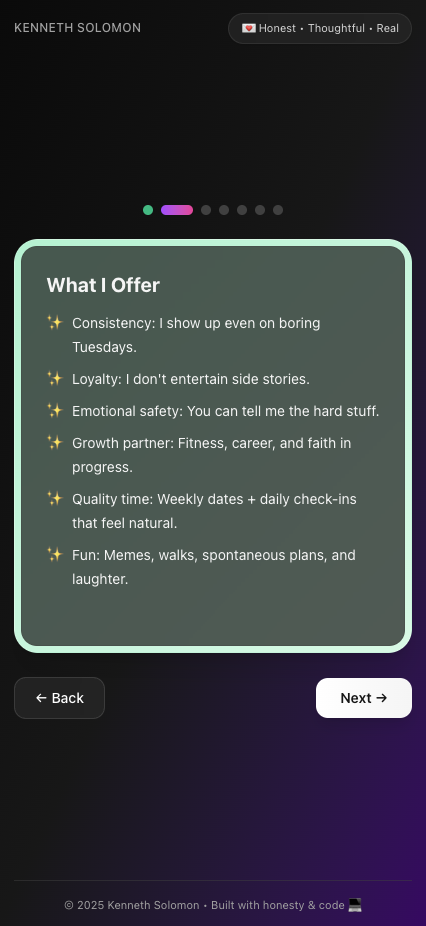 KENNETH SOLOMON
💌 Honest • Thoughtful • Real
What I Offer
✨ Consistency: I show up even on boring
Tuesdays.
✨ Loyalty: I don't entertain side stories.
✨ Emotional safety: You can tell me the hard stuff.
✨ Growth partner: Fitness, career, and faith in
progress.
✨ Quality time: Weekly dates + daily check-ins
that feel natural.
✨ Fun: Memes, walks, spontaneous plans, and
laughter.
← Back
Next →
© 2025 Kenneth Solomon • Built with honesty & code 💻